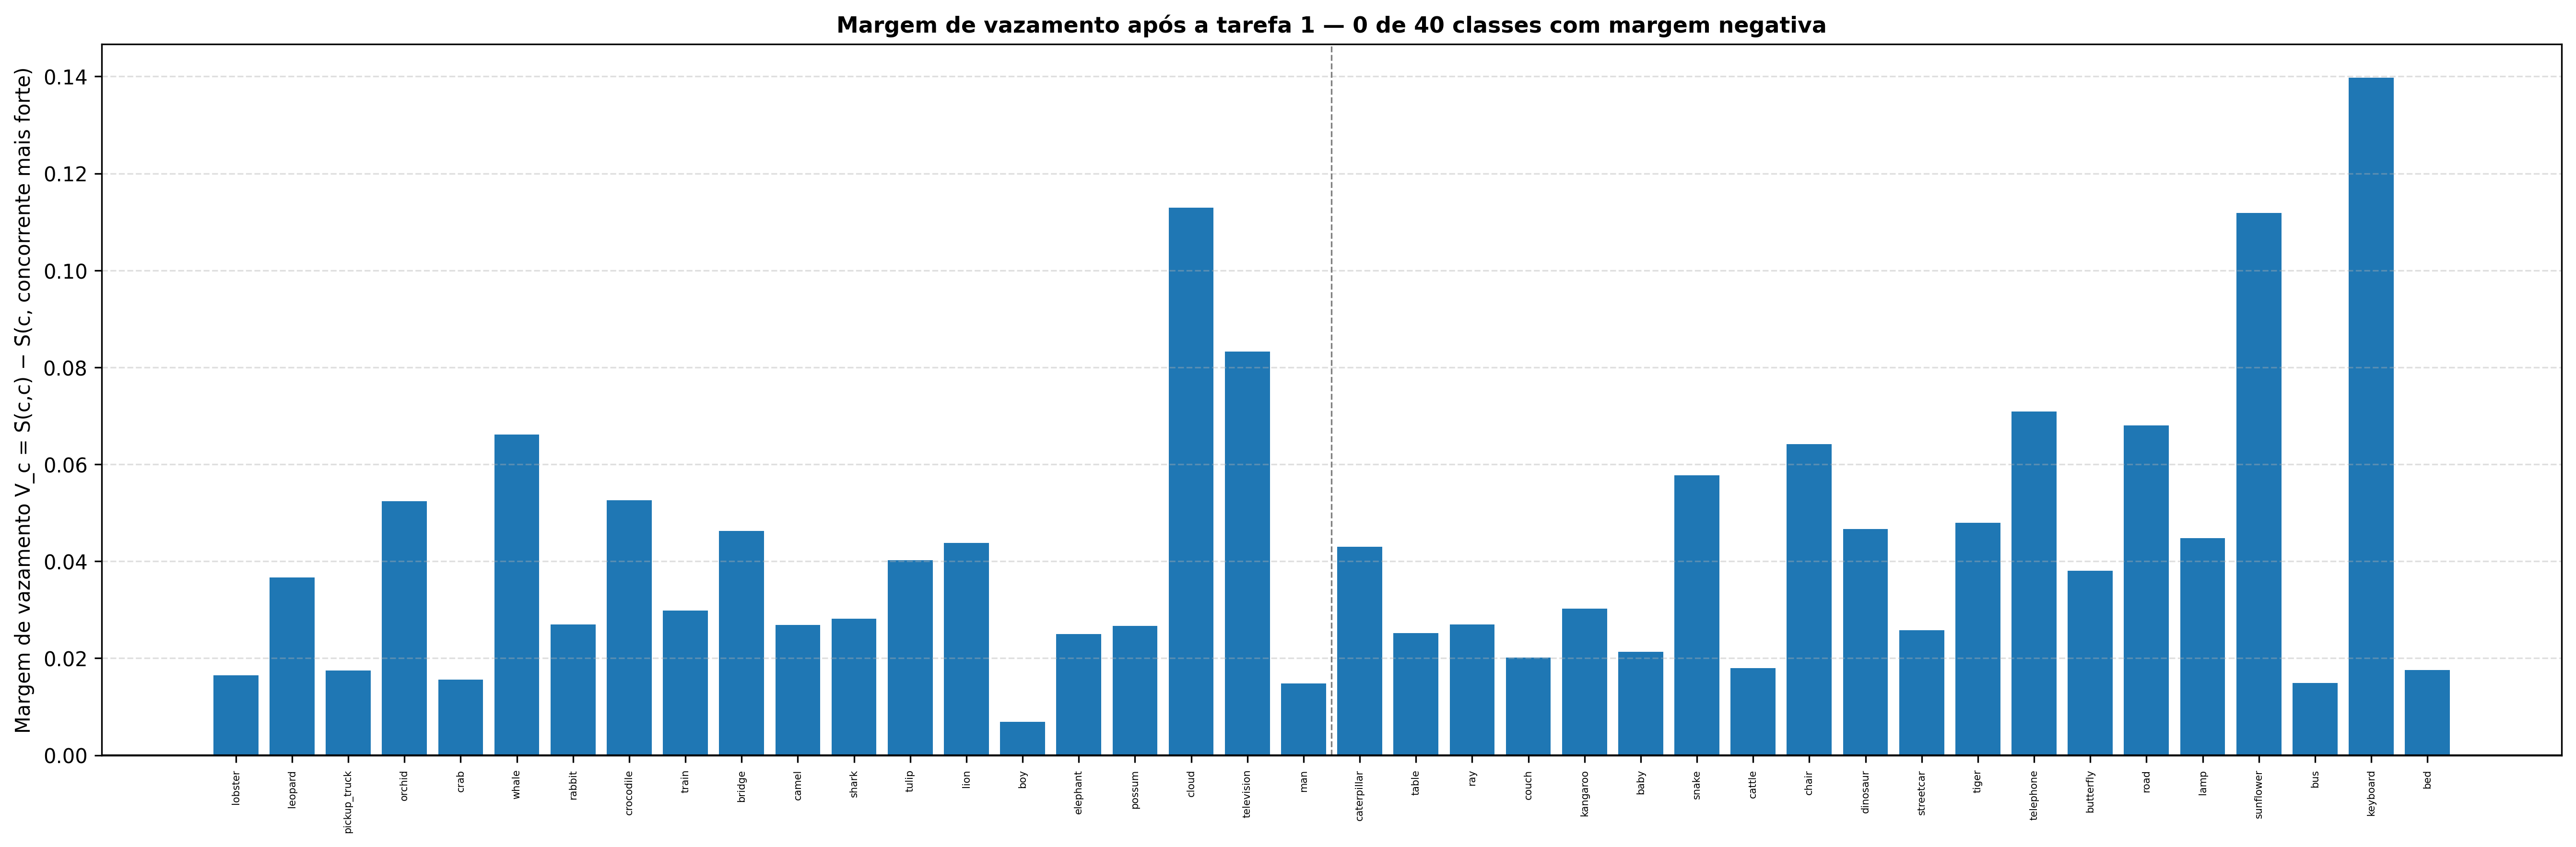 Margem de vazamento após a tarefa 1 — 0 de 40 classes com margem negativa
Margem de vazamento V_c = S(c,c) − S(c, concorrente mais forte)
0.14
0.12
0.10
0.08
0.06
0.04
0.02
0.00
lobster
leopard
pickup_truck
orchid
crab
whale
rabbit
crocodile
train
bridge
camel
shark
tulip
lion
boy
elephant
possum
cloud
television
man
caterpillar
table
ray
couch
kangaroo
baby
snake
cattle
chair
dinosaur
streetcar
tiger
telephone
butterfly
road
lamp
sunflower
bus
keyboard
bed